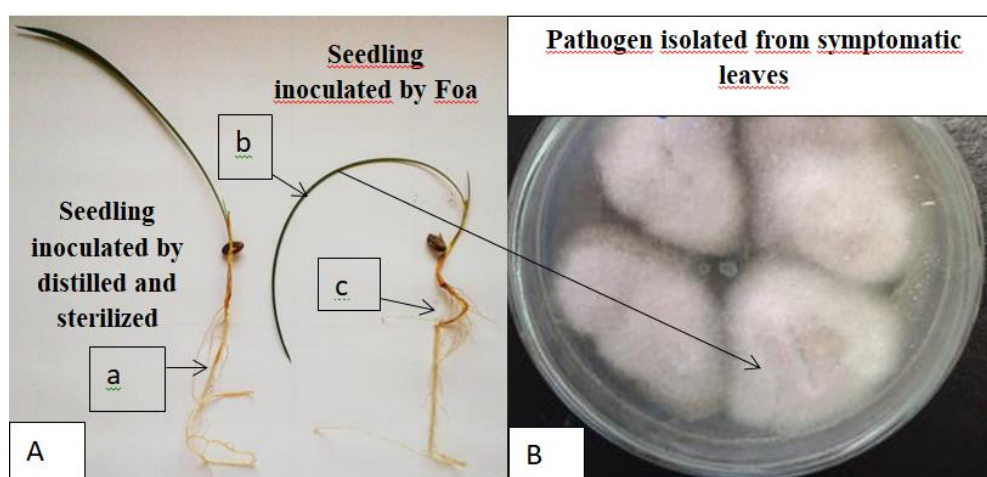 Seedling
inoculated by Foa
b
Seedling
inoculated by
distilled and
sterilized
c
a
A
Pathogen isolated from symptomatic
leaves
B